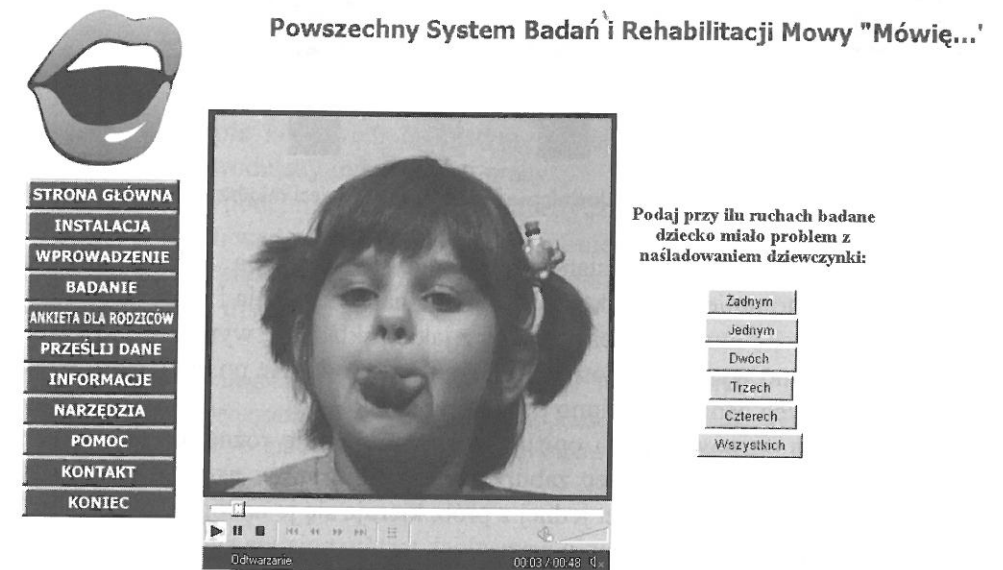 Powszechny System Badań i Rehabilitacji Mowy "Mówię..."
STRONA GŁÓWNA
INSTALACJA
WPROWADZENIE
BADANIE
ANKIETA DLA RODZICÓW
PRZEŚLIJ DANE
INFORMACJE
NARZĘDZIA
POMOC
KONTAKT
KONIEC
Podaj przy ilu ruchach badane
dziecko miało problem z
naśladowaniem dziewczynki:
Żadnym
Jednym
Dwóch
Trzech
Czterech
Wszystkich
Odtwarzanie
00:03 / 00:48